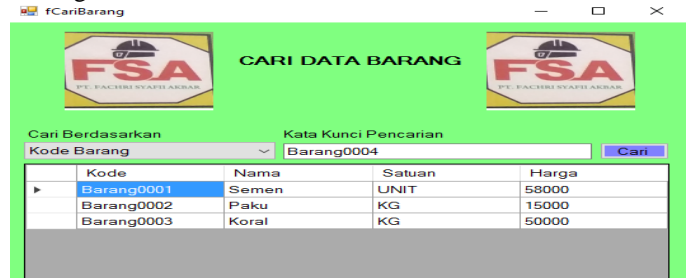 fCariBarang
FSA
PT. FACHRI SYAFII AKBAR
CARI DATA BARANG
FSA
PT. FACHRI SYAFII AKBAR
Cari Berdasarkan Kata Kunci Pencarian
Kode Barang Barang0004 Cari
Kode Nama Satuan Harga
Barang0001 Semen UNIT 58000
Barang0002 Paku KG 15000
Barang0003 Koral KG 50000